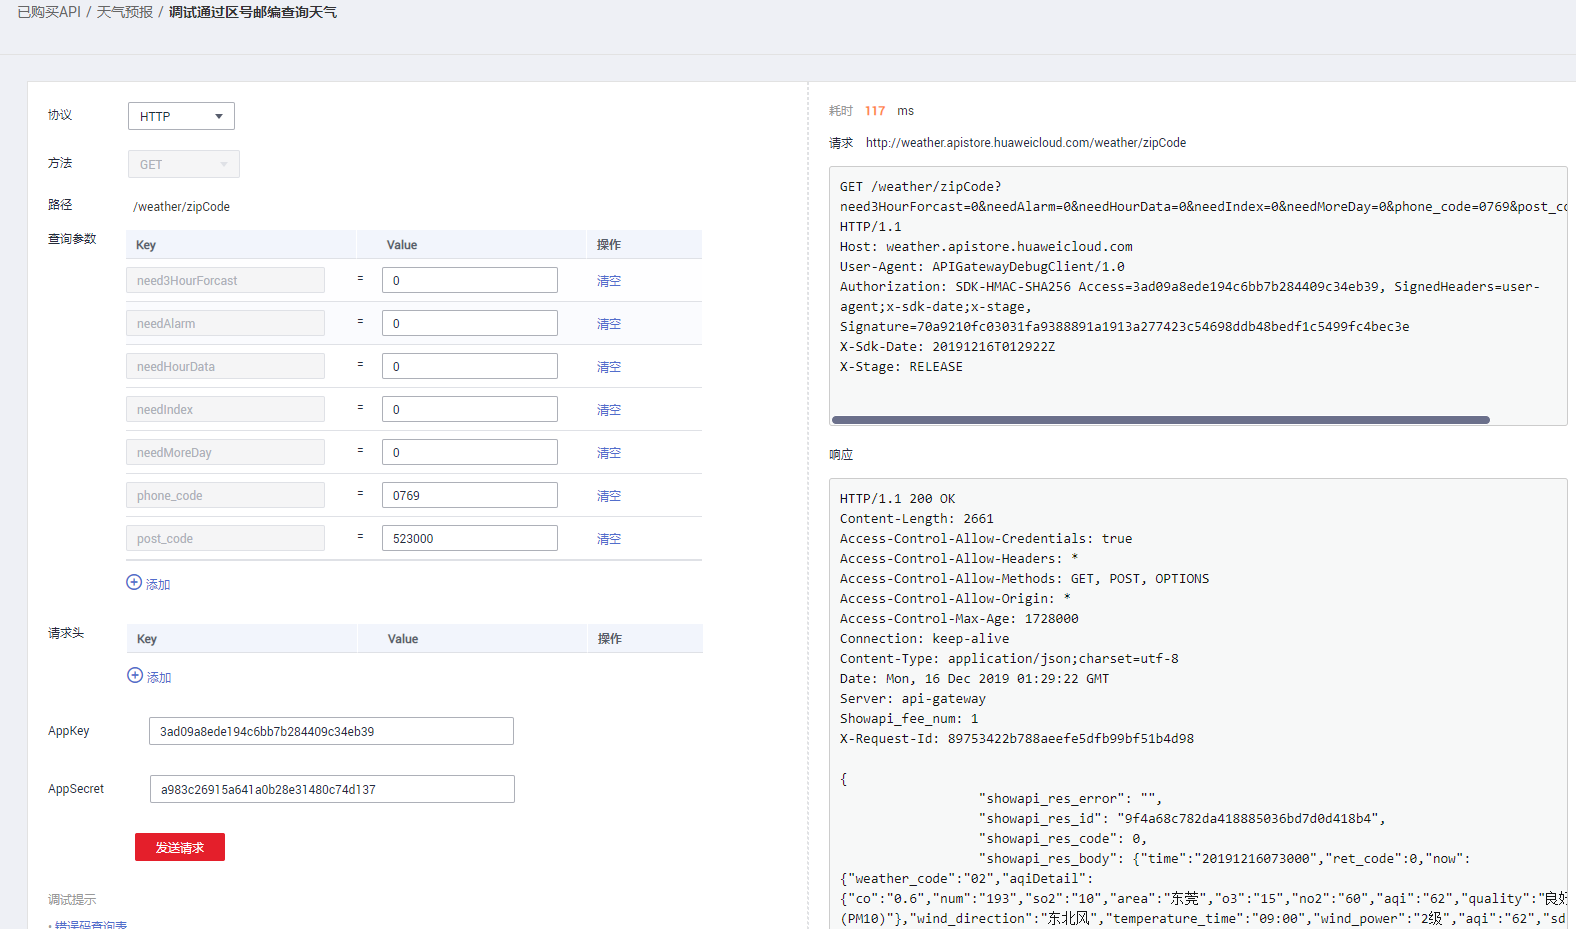 已购买API / 天气预报 / 调试通过区号邮编查询天气
协议 HTTP
方法 GET
路径 /weather/zipCode
查询参数 Key Value 操作
need3HourForcast = 0 清空
needAlarm = 0 清空
needHourData = 0 清空
needIndex = 0 清空
needMoreDay = 0 清空
phone_code = 0769 清空
post_code = 523000 清空
添加
请求头 Key Value 操作
添加
AppKey 3ad09a8ede194c6bb7b284409c34eb39
AppSecret a983c26915a641a0b28e31480c74d137
发送请求
调试提示
· 错误码查询表
耗时 117 ms
请求 http://weather.apistore.huaweicloud.com/weather/zipCode
GET /weather/zipCode?
need3HourForcast=0&needAlarm=0&needHourData=0&needIndex=0&needMoreDay=0&phone_code=0769&post_co
HTTP/1.1
Host: weather.apistore.huaweicloud.com
User-Agent: APIGatewayDebugClient/1.0
Authorization: SDK-HMAC-SHA256 Access=3ad09a8ede194c6bb7b284409c34eb39, SignedHeaders=user-
agent;x-sdk-date;x-stage,
Signature=70a9210fc03031fa9388891a1913a277423c54698ddb48bedf1c5499fc4bec3e
X-Sdk-Date: 20191216T012922Z
X-Stage: RELEASE
响应
HTTP/1.1 200 OK
Content-Length: 2661
Access-Control-Allow-Credentials: true
Access-Control-Allow-Headers: *
Access-Control-Allow-Methods: GET, POST, OPTIONS
Access-Control-Allow-Origin: *
Access-Control-Max-Age: 1728000
Connection: keep-alive
Content-Type: application/json;charset=utf-8
Date: Mon, 16 Dec 2019 01:29:22 GMT
Server: api-gateway
Showapi_fee_num: 1
X-Request-Id: 89753422b788aeefe5dfb99bf51b4d98
{
"showapi_res_error": "",
"showapi_res_id": "9f4a68c782da418885036bd7d0d418b4",
"showapi_res_code": 0,
"showapi_res_body": {"time":"20191216073000","ret_code":0,"now":
{"weather_code":"02","aqiDetail":
{"co":"0.6","num":"193","so2":"10","area":"东莞","o3":"15","no2":"60","aqi":"62","quality":"良好
(PM10)"},"wind_direction":"东北风","temperature_time":"09:00","wind_power":"2级","aqi":"62","sd